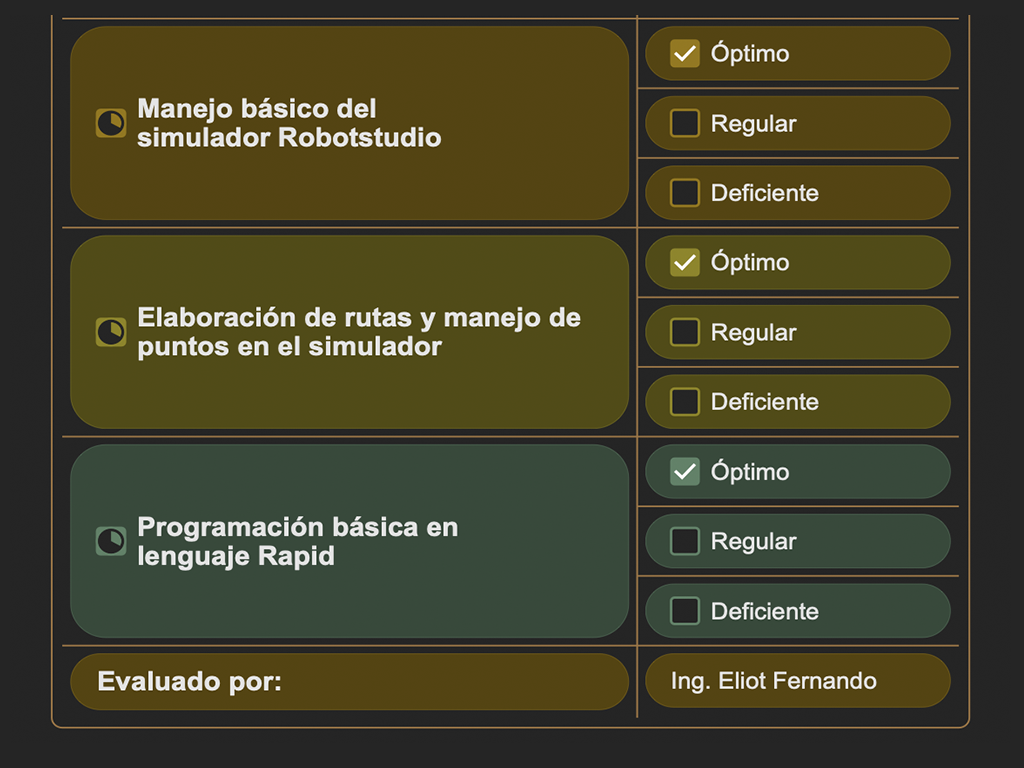 Manejo básico del
simulador Robotstudio
Óptimo
Regular
Deficiente
Elaboración de rutas y manejo de
puntos en el simulador
Óptimo
Regular
Deficiente
Programación básica en
lenguaje Rapid
Óptimo
Regular
Deficiente
Evaluado por:
Ing. Eliot Fernando